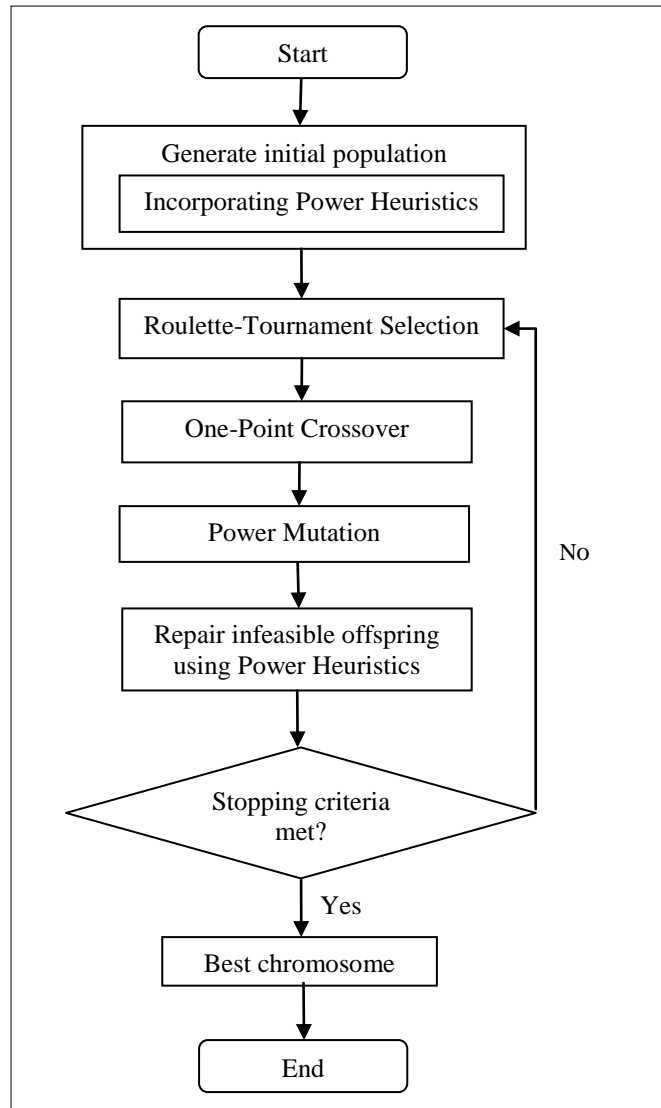 Start
Generate initial population
Incorporating Power Heuristics
Roulette-Tournament Selection
One-Point Crossover
Power Mutation
No
Repair infeasible offspring
using Power Heuristics
Stopping criteria
met?
Yes
Best chromosome
End